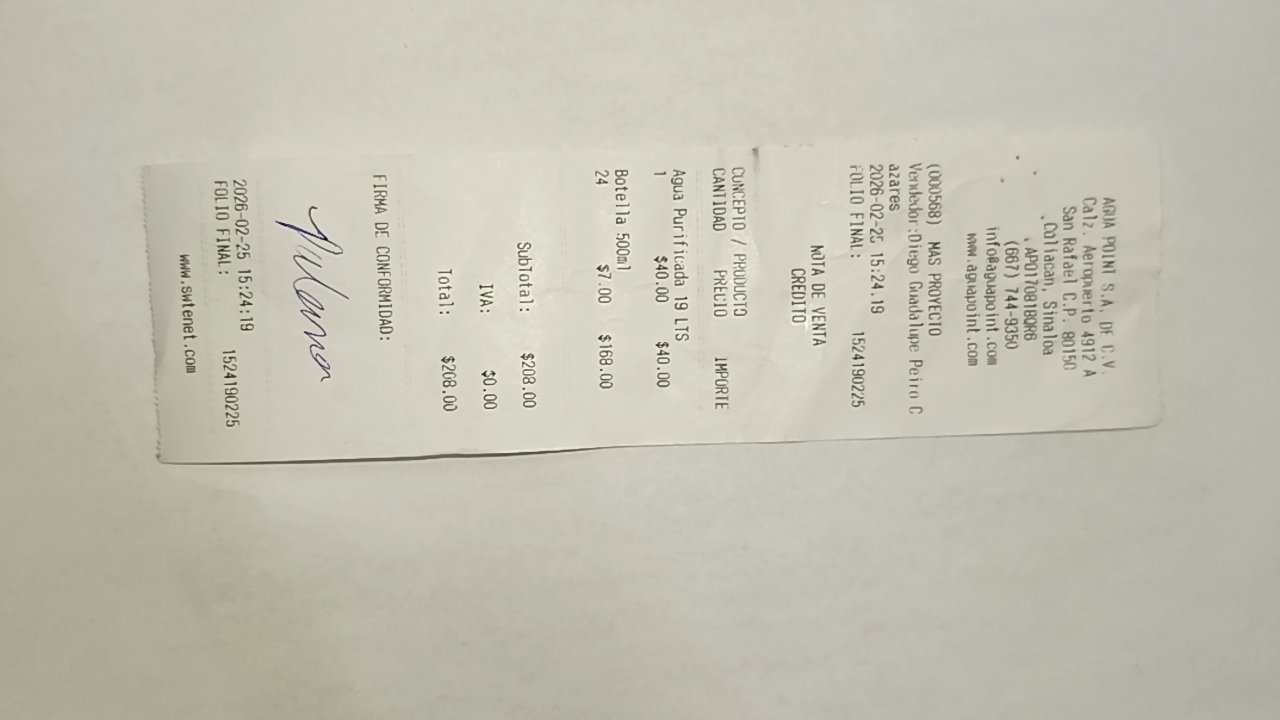 AGUA POINT S.A. DE C.V.
Calz. Aeropuerto 4912 A
San Rafael C.P. 80150
.Culiacan, Sinaloa
. APO170818QR6
(667) 744-9350
info@aguapoint.com
www.aguapoint.com
(000568) MAS PROYECTO
Vendedor:Diego Guadalupe Peiro C
azares
2026-02-25 15:24:19
FOLIO FINAL: 1524190225
NOTA DE VENTA
CREDITO
CONCEPTO / PRODUCTO
CANTIDAD PRECIO IMPORTE
Agua Purificada 19 LTS
1 $40.00 $40.00
Botella 500ml
24 $7.00 $168.00
SubTotal: $208.00
IVA: $0.00
Total: $208.00
FIRMA DE CONFORMIDAD:
2026-02-25 15:24:19
FOLIO FINAL: 1524190225
www.swtenet.com